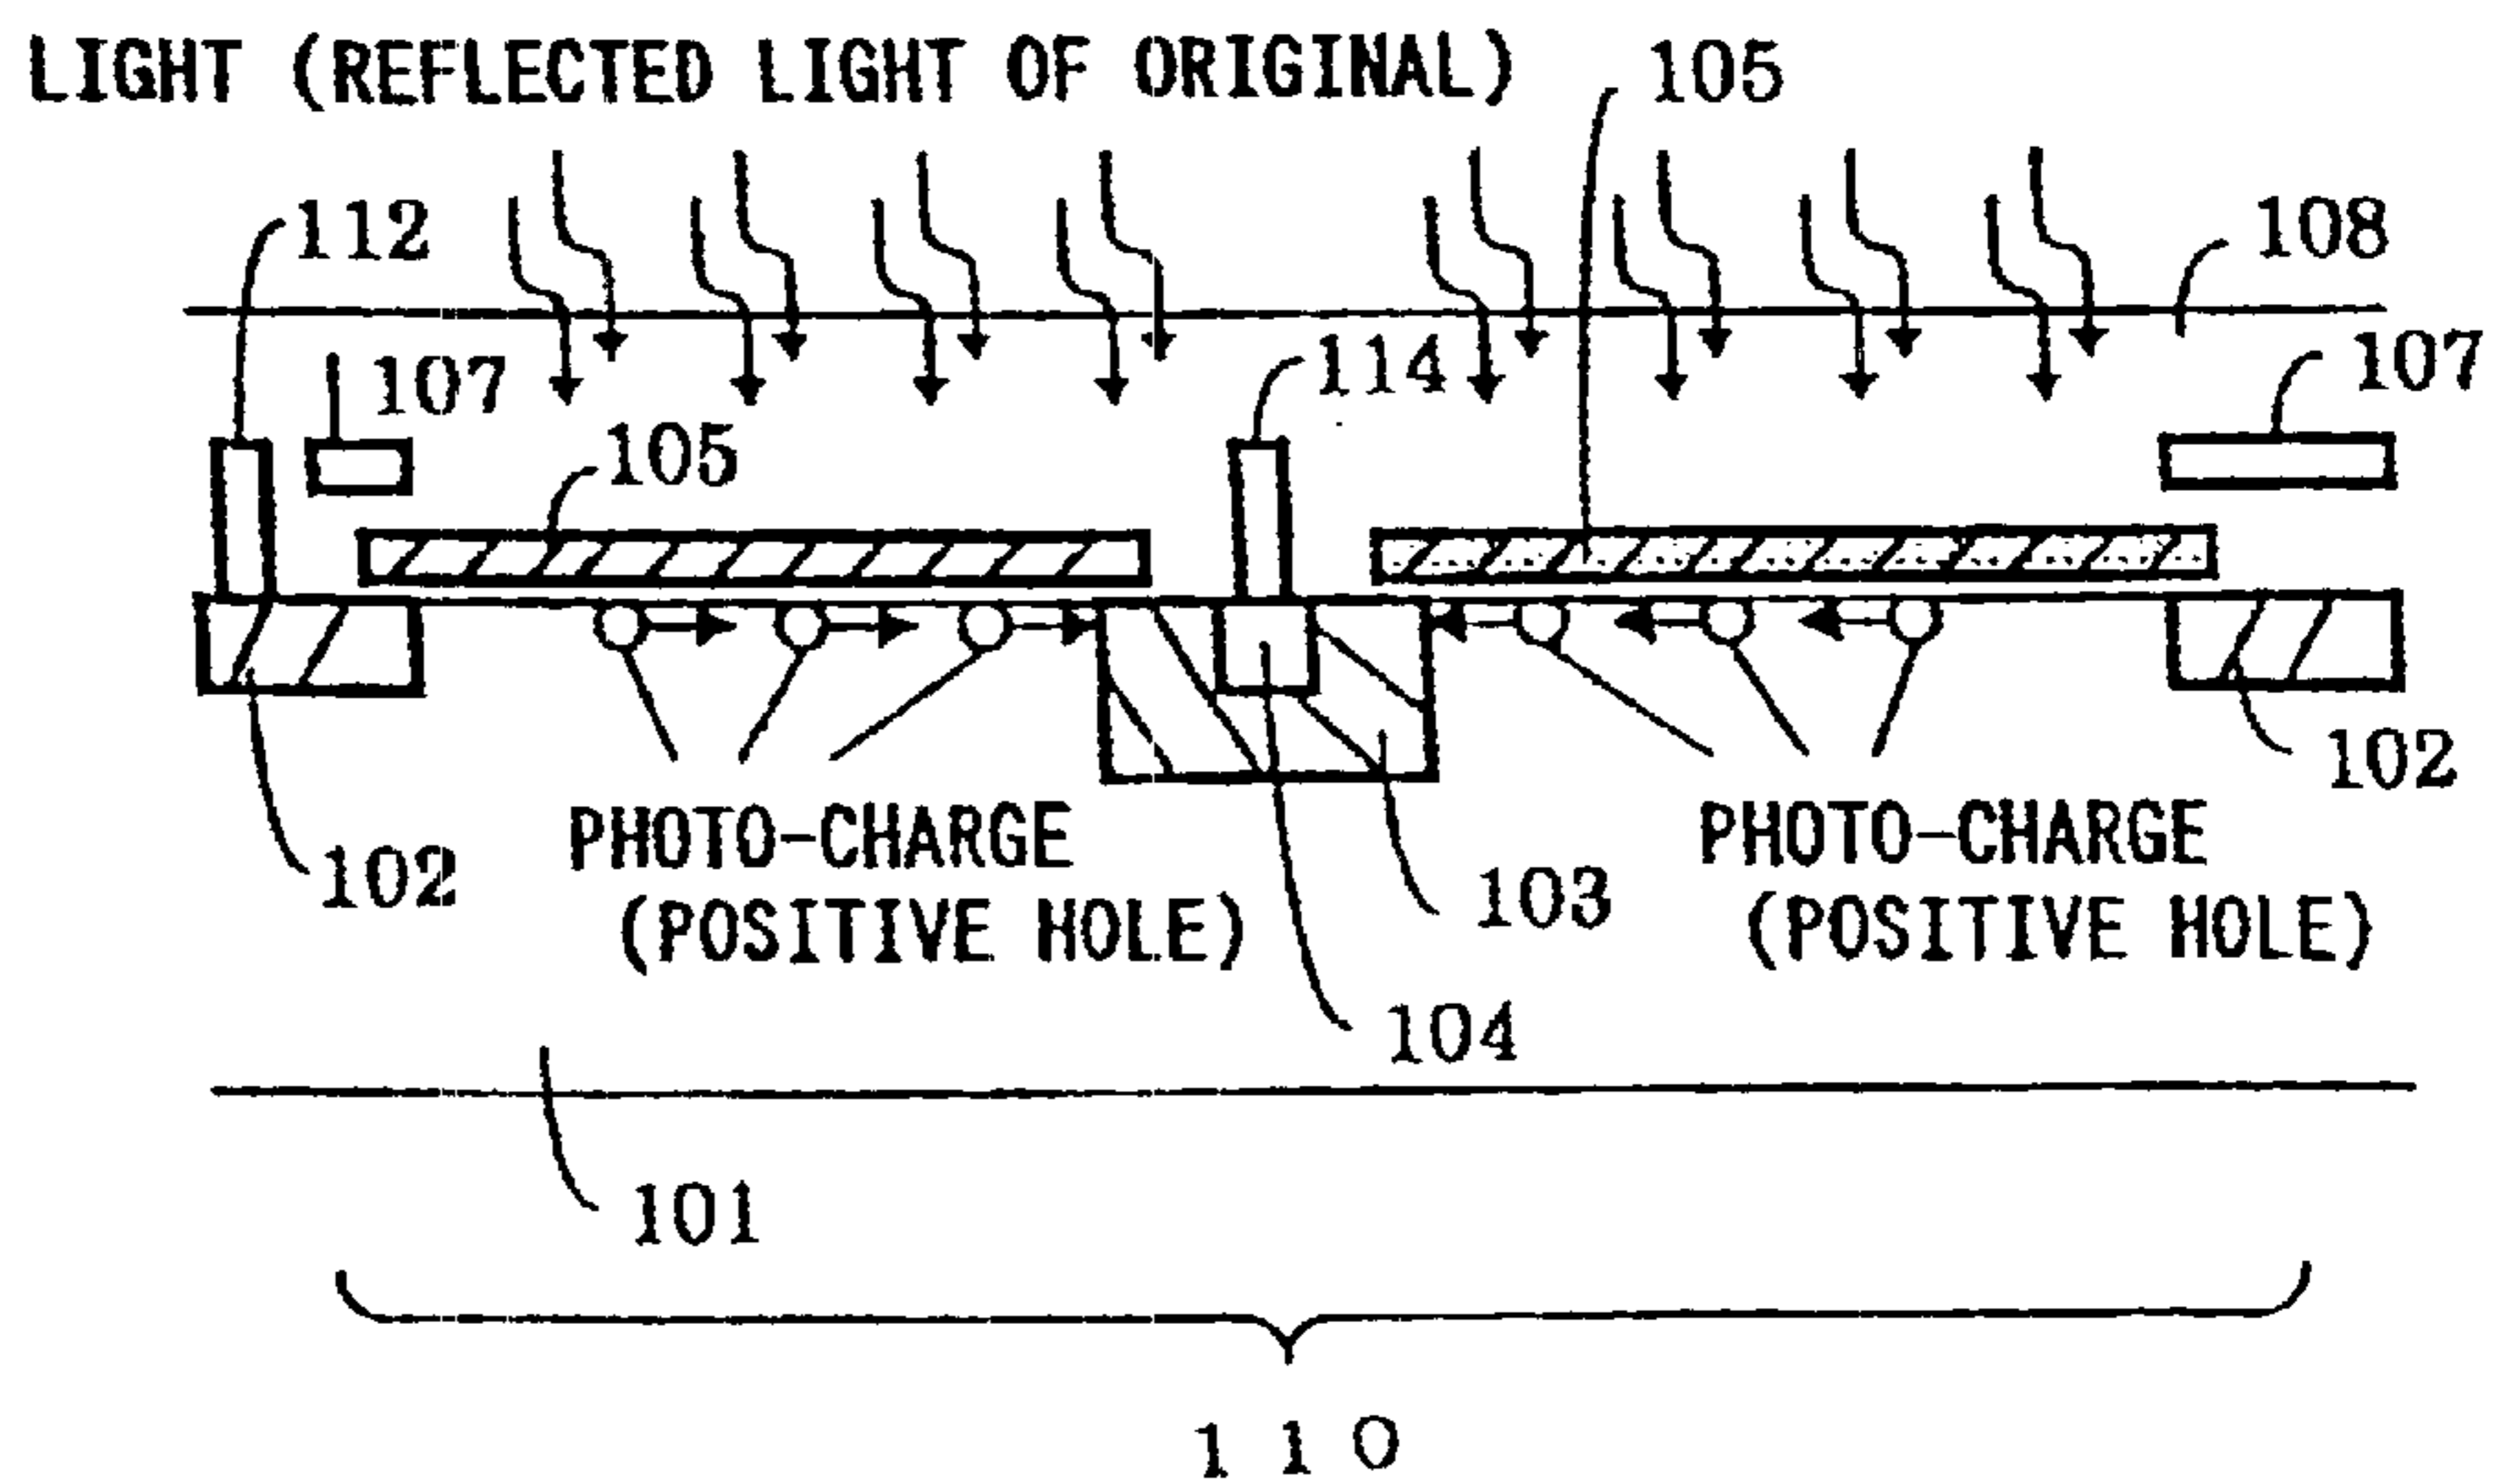 LIGHT (REFLECTED LIGHT OF ORIGINAL)
105
112
108
107
114
107
105
102
102
PHOTO-CHARGE
(POSITIVE HOLE)
103
PHOTO-CHARGE
(POSITIVE HOLE)
104
101
110